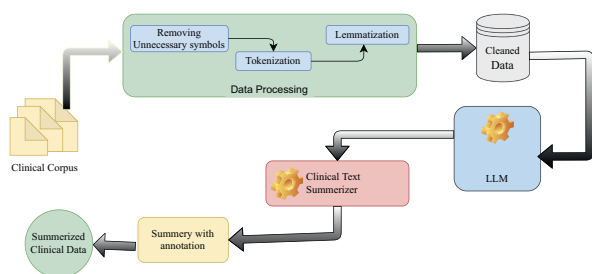 Removing
Unnecessary symbols
Lemmatization
Tokenization
Data Processing
Cleaned
Data
Clinical Corpus
LLM
Clinical Text
Summerizer
Summerized
Clinical Data
Summery with
annotation